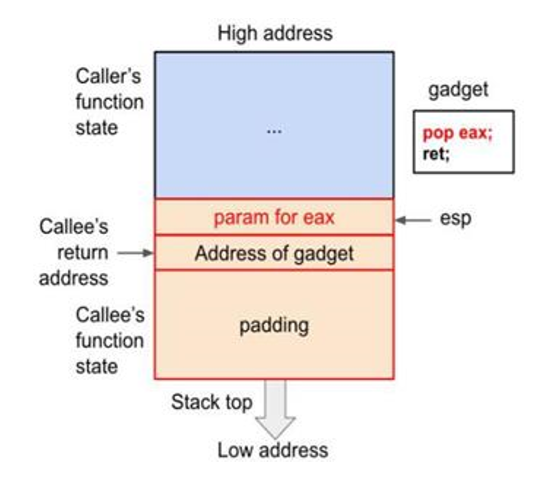 High address
Caller's
function
state
...
gadget
pop eax;
ret;
param for eax
esp
Callee's
return
address
Address of gadget
Callee's
function
state
padding
Stack top
Low address